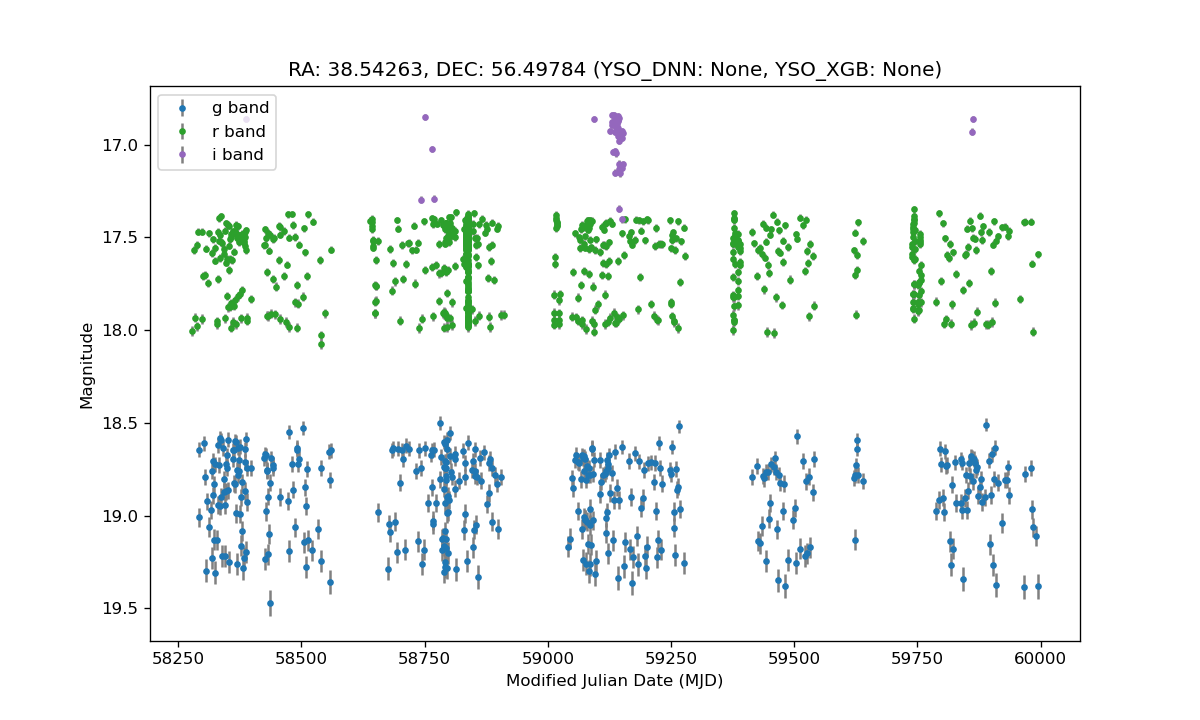 RA: 38.54263, DEC: 56.49784 (YSO_DNN: None, YSO_XGB: None)
g band
r band
i band
17.0
17.5
18.0
18.5
19.0
19.5
Magnitude
58250 58500 58750 59000 59250 59500 59750 60000
Modified Julian Date (MJD)